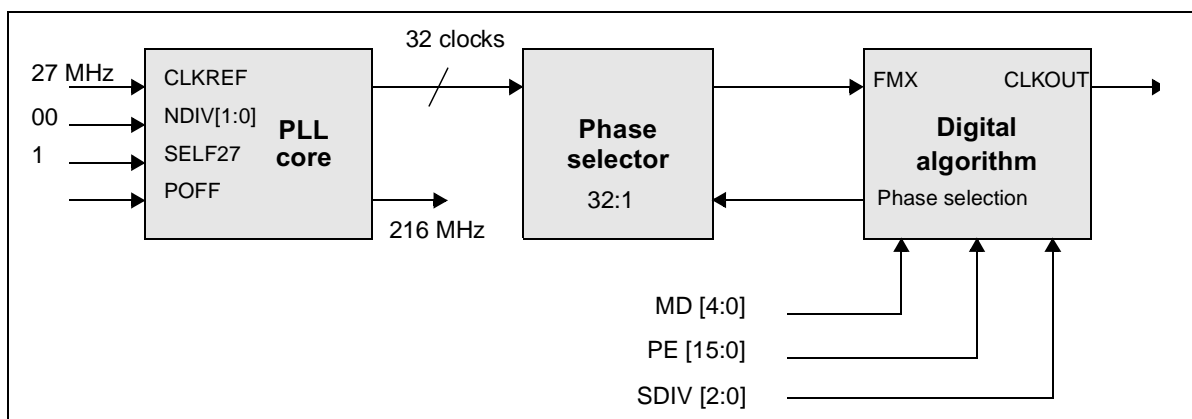 32 clocks
27 MHz
00
1
CLKREF
NDIV[1:0]
SELF27
POFF
PLL
core
216 MHz
Phase
selector
32:1
FMX
CLKOUT
Digital
algorithm
Phase selection
MD [4:0]
PE [15:0]
SDIV [2:0]